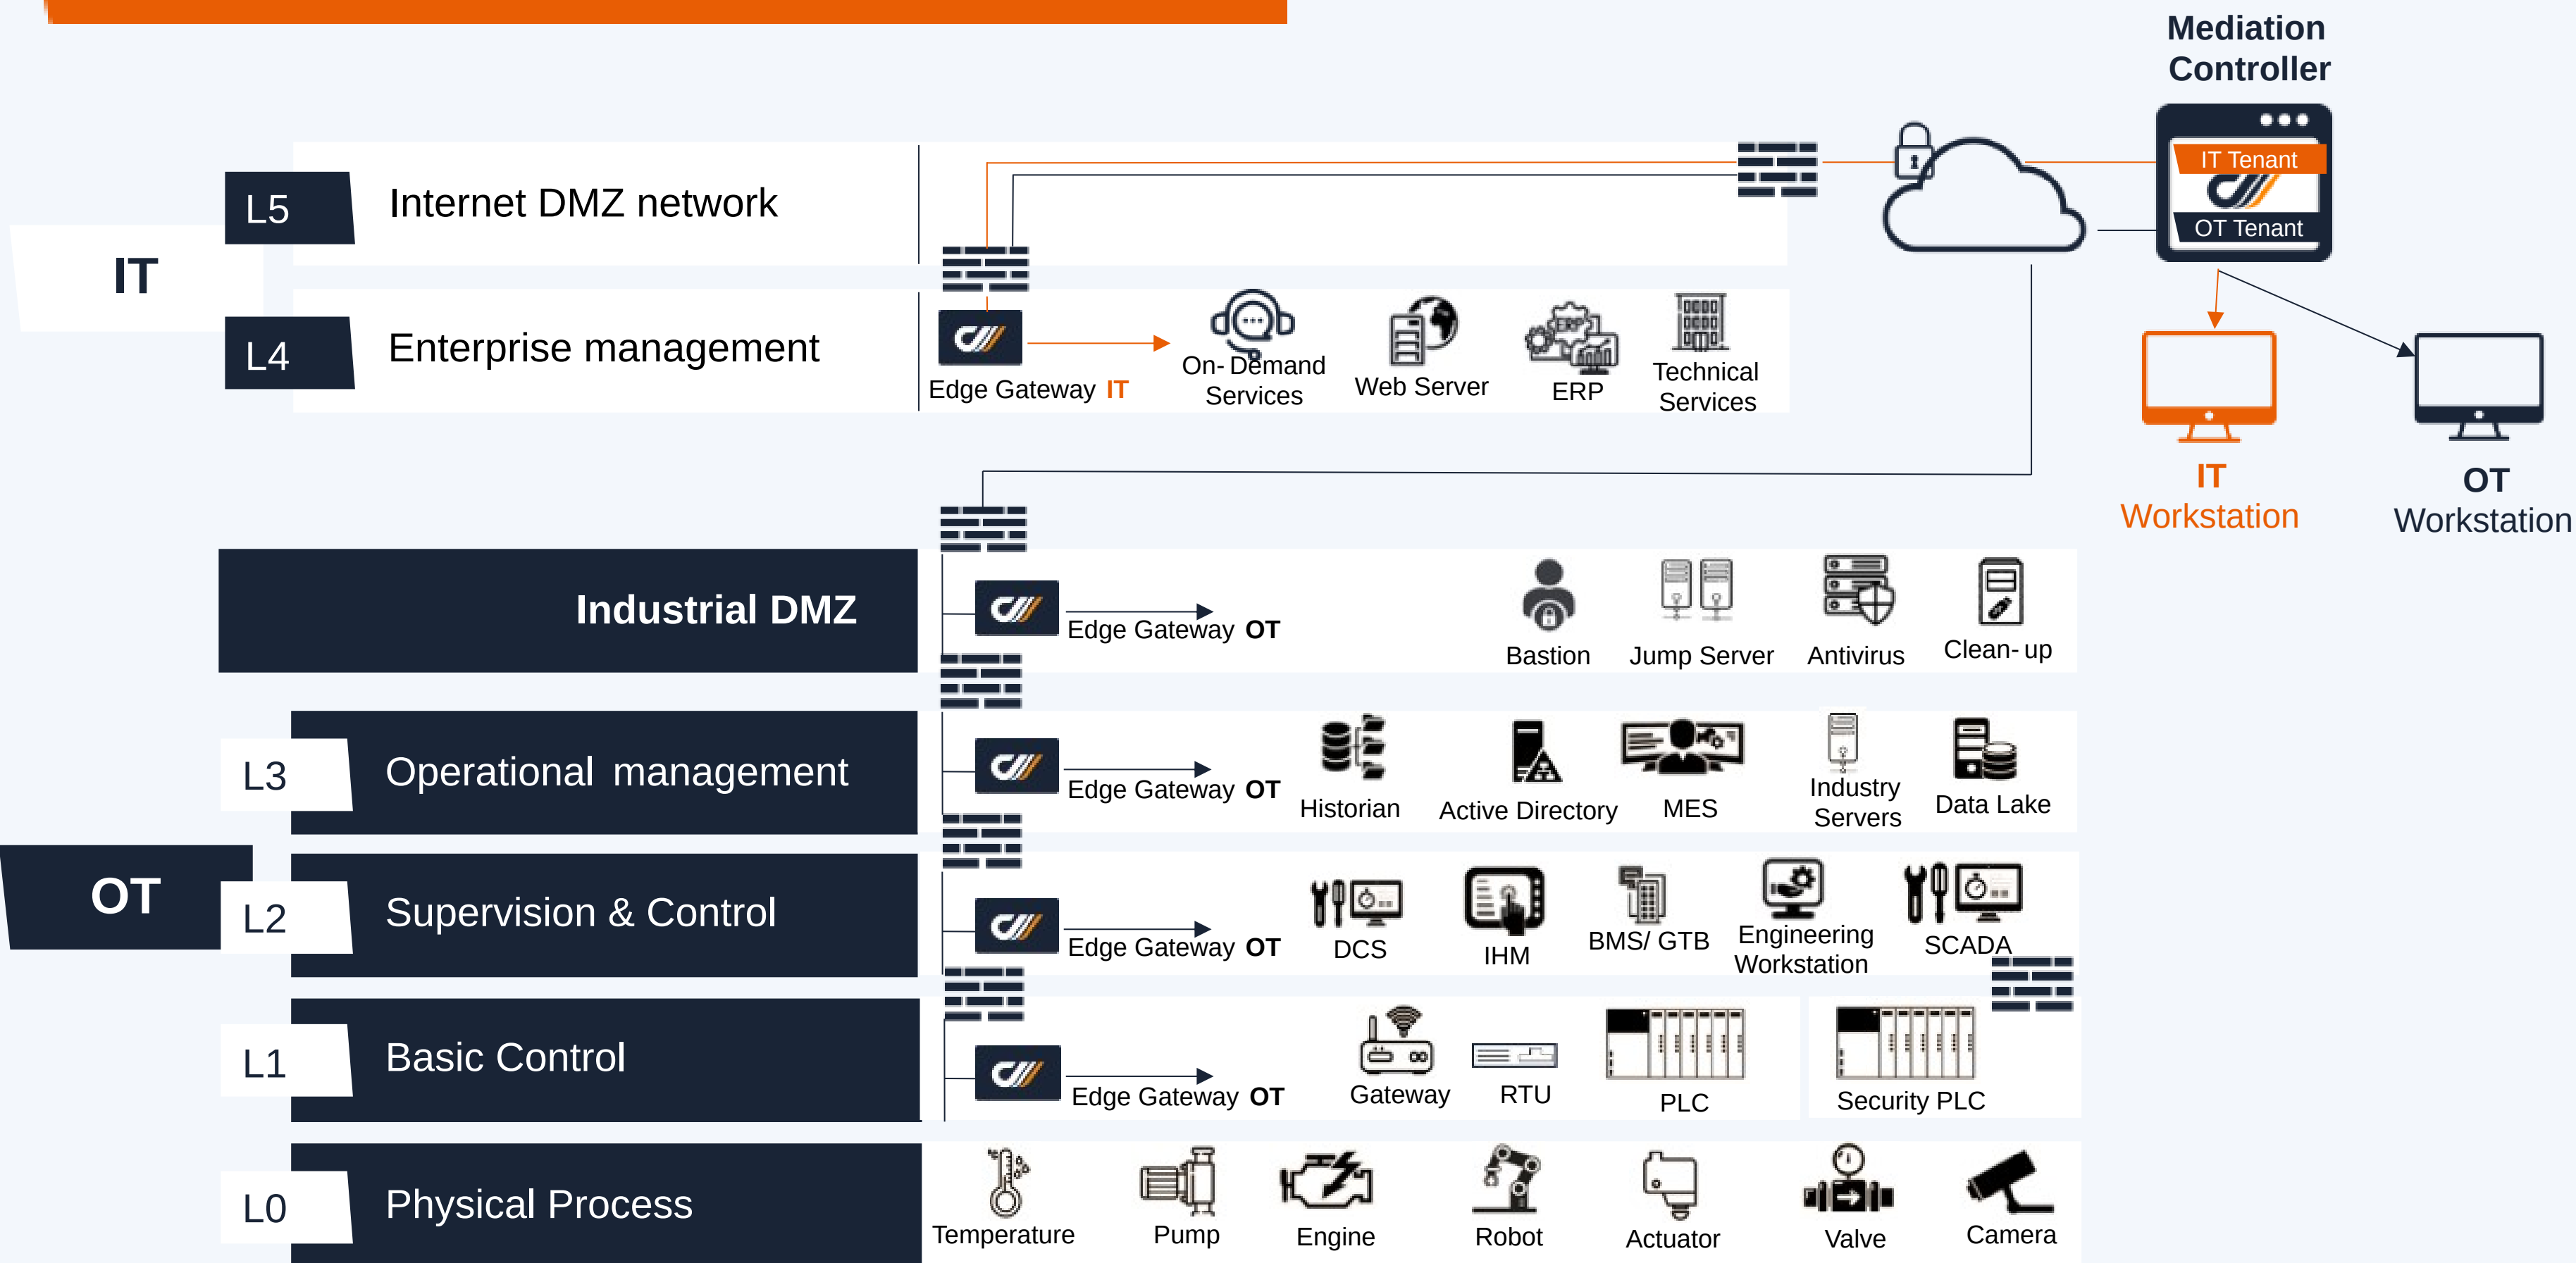 Mediation
Controller
IT Tenant
OT Tenant
L5
Internet DMZ network
IT
L4
Enterprise management
Edge Gateway IT
On- Demand
Services
Web Server
ERP
ERP
Technical
Services
IT
Workstation
OT
Workstation
Industrial DMZ
Edge Gateway OT
Bastion
Jump Server
Antivirus
Clean- up
L3
Operational management
Edge Gateway OT
Historian
Active Directory
MES
Industry
Servers
Data Lake
OT
L2
Supervision & Control
Edge Gateway OT
DCS
IHM
BMS/ GTB
Engineering
Workstation
SCADA
L1
Basic Control
Edge Gateway OT
Gateway
RTU
PLC
Security PLC
L0
Physical Process
°C
Temperature
Pump
Engine
Robot
Actuator
Valve
Camera